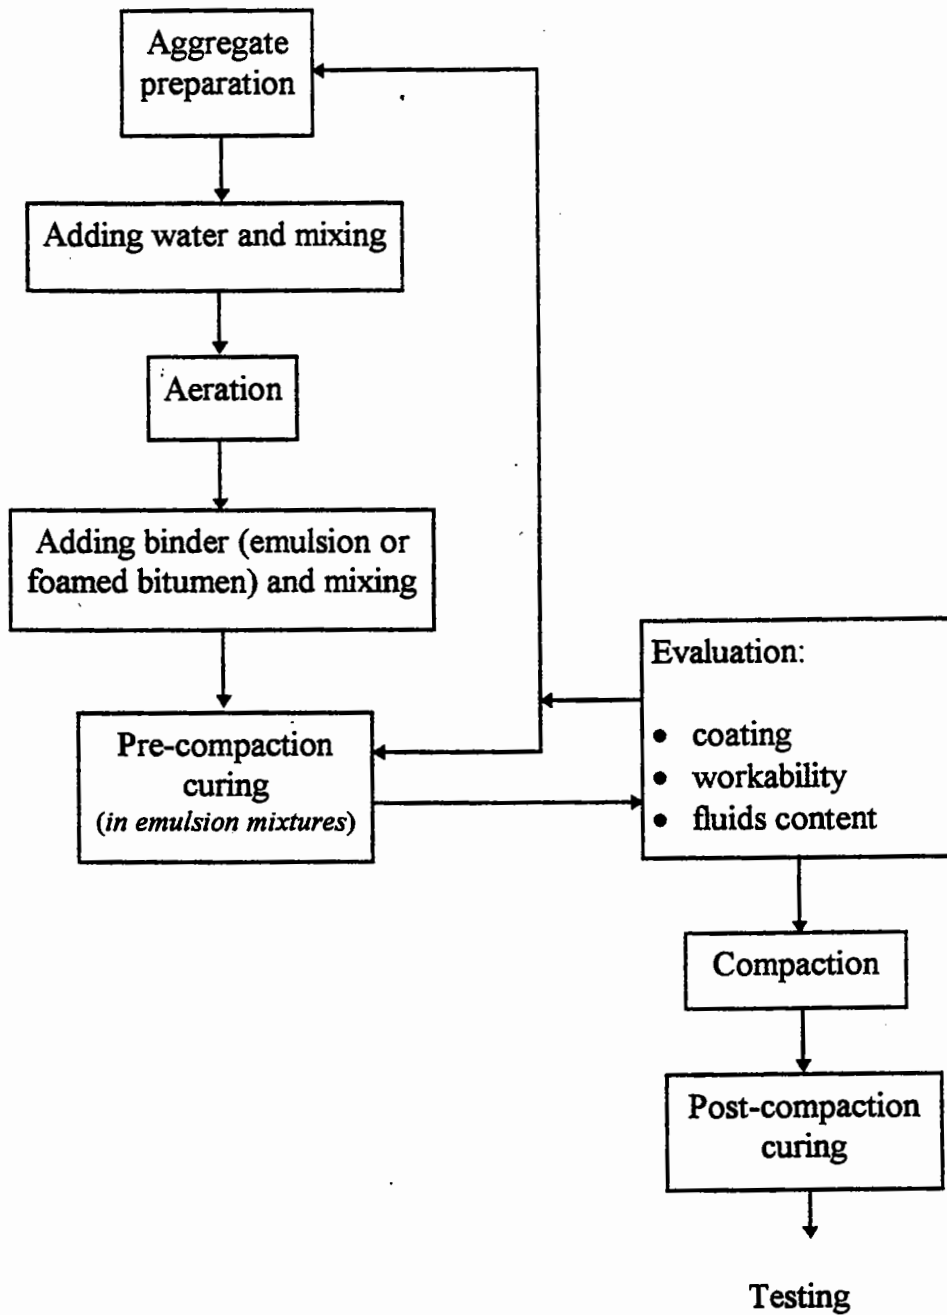 Aggregate
preparation
Adding water and mixing
Aeration
Adding binder (emulsion or
foamed bitumen) and mixing
Pre-compaction
curing
(in emulsion mixtures)
Evaluation:
• coating
• workability
• fluids content
Compaction
Post-compaction
curing
Testing